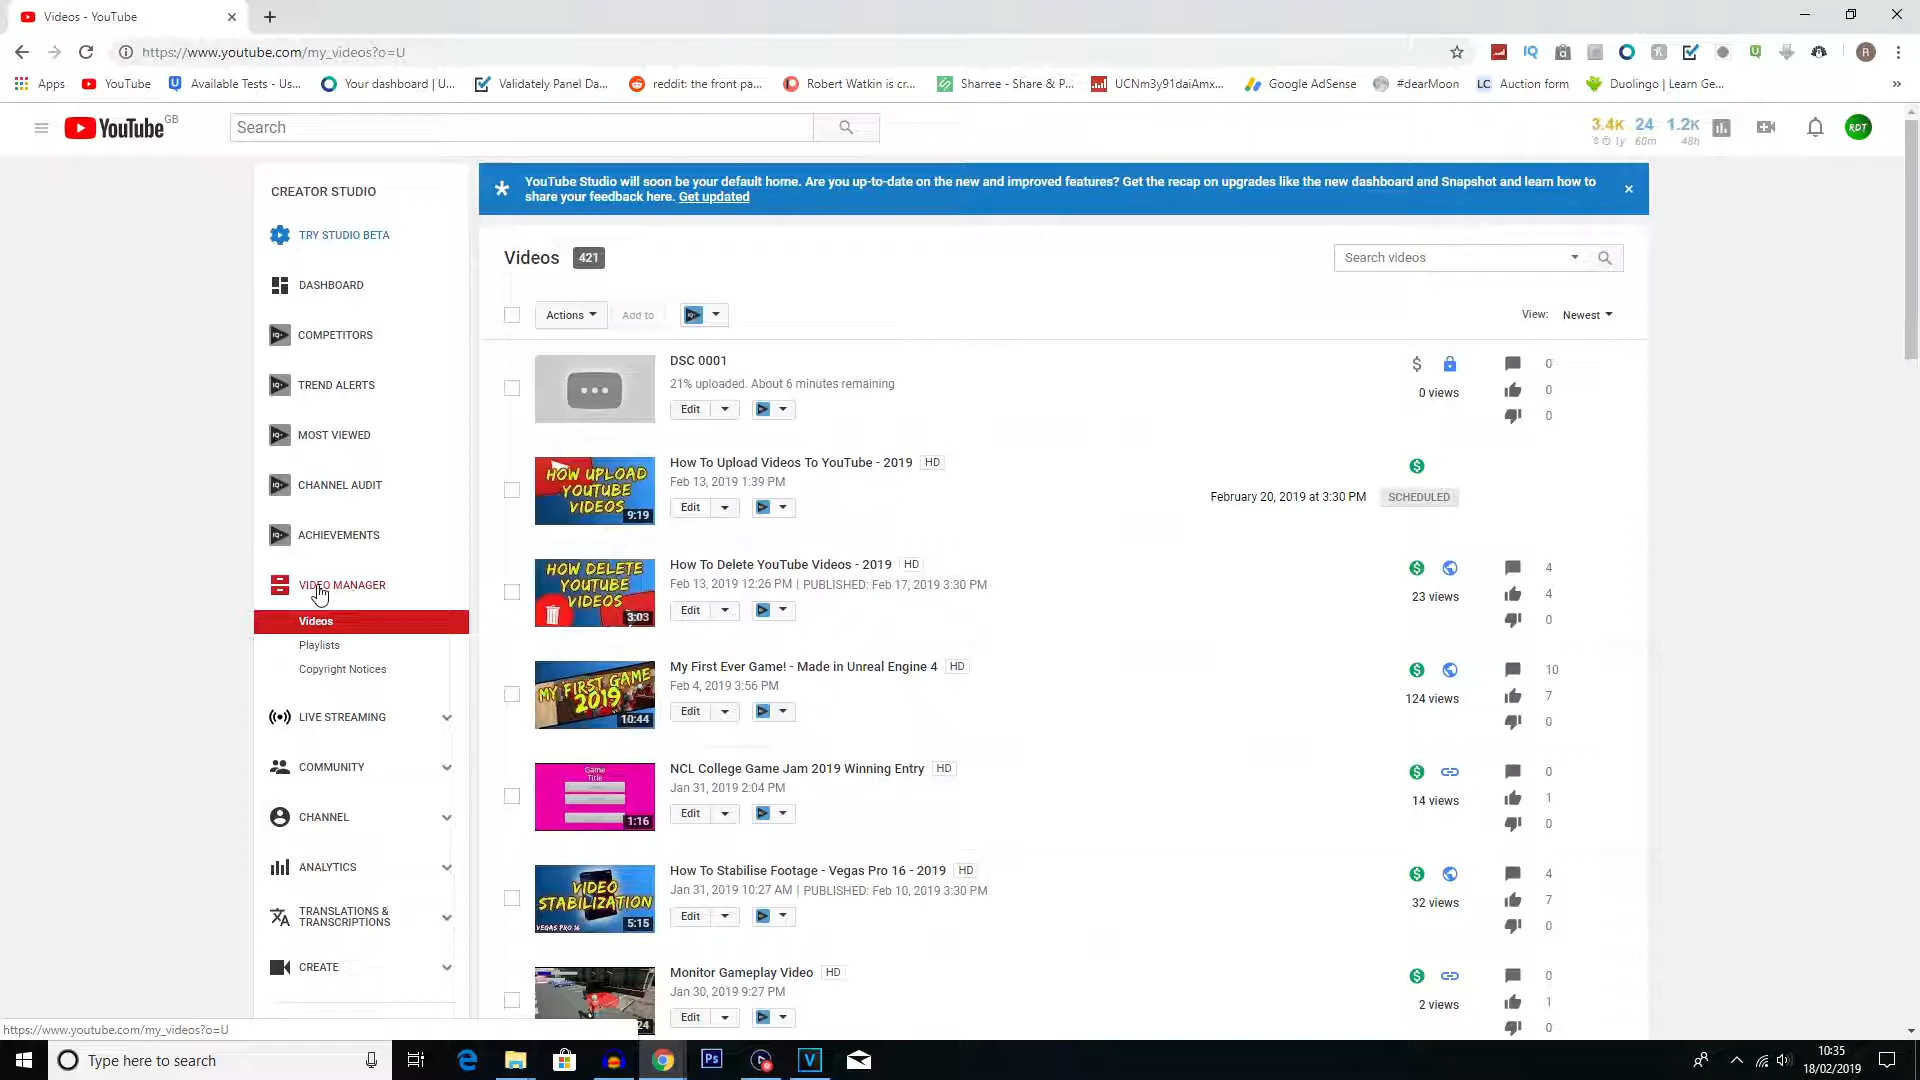 Videos - YouTube
https://www.youtube.com/my_videos?o=U
Apps
YouTube
Available Tests - Us...
Your dashboard | U...
Validately Panel Da...
reddit: the front pa...
Robert Watkin is cr...
Sharree - Share & P...
UCNm3y91daiAmx...
Google AdSense
#dearMoon
LC Auction form
Duolingo | Learn Ge...
YouTube GB
Search
3.4K 24 1.2K
1y 60m 48h
RDT
CREATOR STUDIO
TRY STUDIO BETA
DASHBOARD
COMPETITORS
TREND ALERTS
MOST VIEWED
CHANNEL AUDIT
ACHIEVEMENTS
VIDEO MANAGER
Videos
Playlists
Copyright Notices
LIVE STREAMING
COMMUNITY
CHANNEL
ANALYTICS
TRANSLATIONS &
TRANSCRIPTIONS
CREATE
YouTube Studio will soon be your default home. Are you up-to-date on the new and improved features? Get the recap on upgrades like the new dashboard and Snapshot and learn how to
share your feedback here. Get updated
Videos 421
Search videos
Actions
Add to
View: Newest
DSC 0001
21% uploaded. About 6 minutes remaining
Edit
0 views
0
0
0
HOW UPLOAD
YOUTUBE
VIDEOS
9:19
How To Upload Videos To YouTube - 2019 HD
Feb 13, 2019 1:39 PM
Edit
February 20, 2019 at 3:30 PM SCHEDULED
HOW DELETE
YOUTUBE
VIDEOS
3:03
How To Delete YouTube Videos - 2019 HD
Feb 13, 2019 12:26 PM | PUBLISHED: Feb 17, 2019 3:30 PM
Edit
23 views
4
4
0
MY FIRST GAME
2019
10:44
My First Ever Game! - Made in Unreal Engine 4 HD
Feb 4, 2019 3:56 PM
Edit
124 views
10
7
0
Game
Title
1:16
NCL College Game Jam 2019 Winning Entry HD
Jan 31, 2019 2:04 PM
Edit
14 views
0
1
0
VIDEO
STABILIZATION
VEGAS PRO 16
5:15
How To Stabilise Footage - Vegas Pro 16 - 2019 HD
Jan 31, 2019 10:27 AM | PUBLISHED: Feb 10, 2019 3:30 PM
Edit
32 views
4
7
0
Monitor Gameplay Video HD
Jan 30, 2019 9:27 PM
Edit
2 views
0
1
0
https://www.youtube.com/my_videos?o=U
Type here to search
10:35
18/02/2019